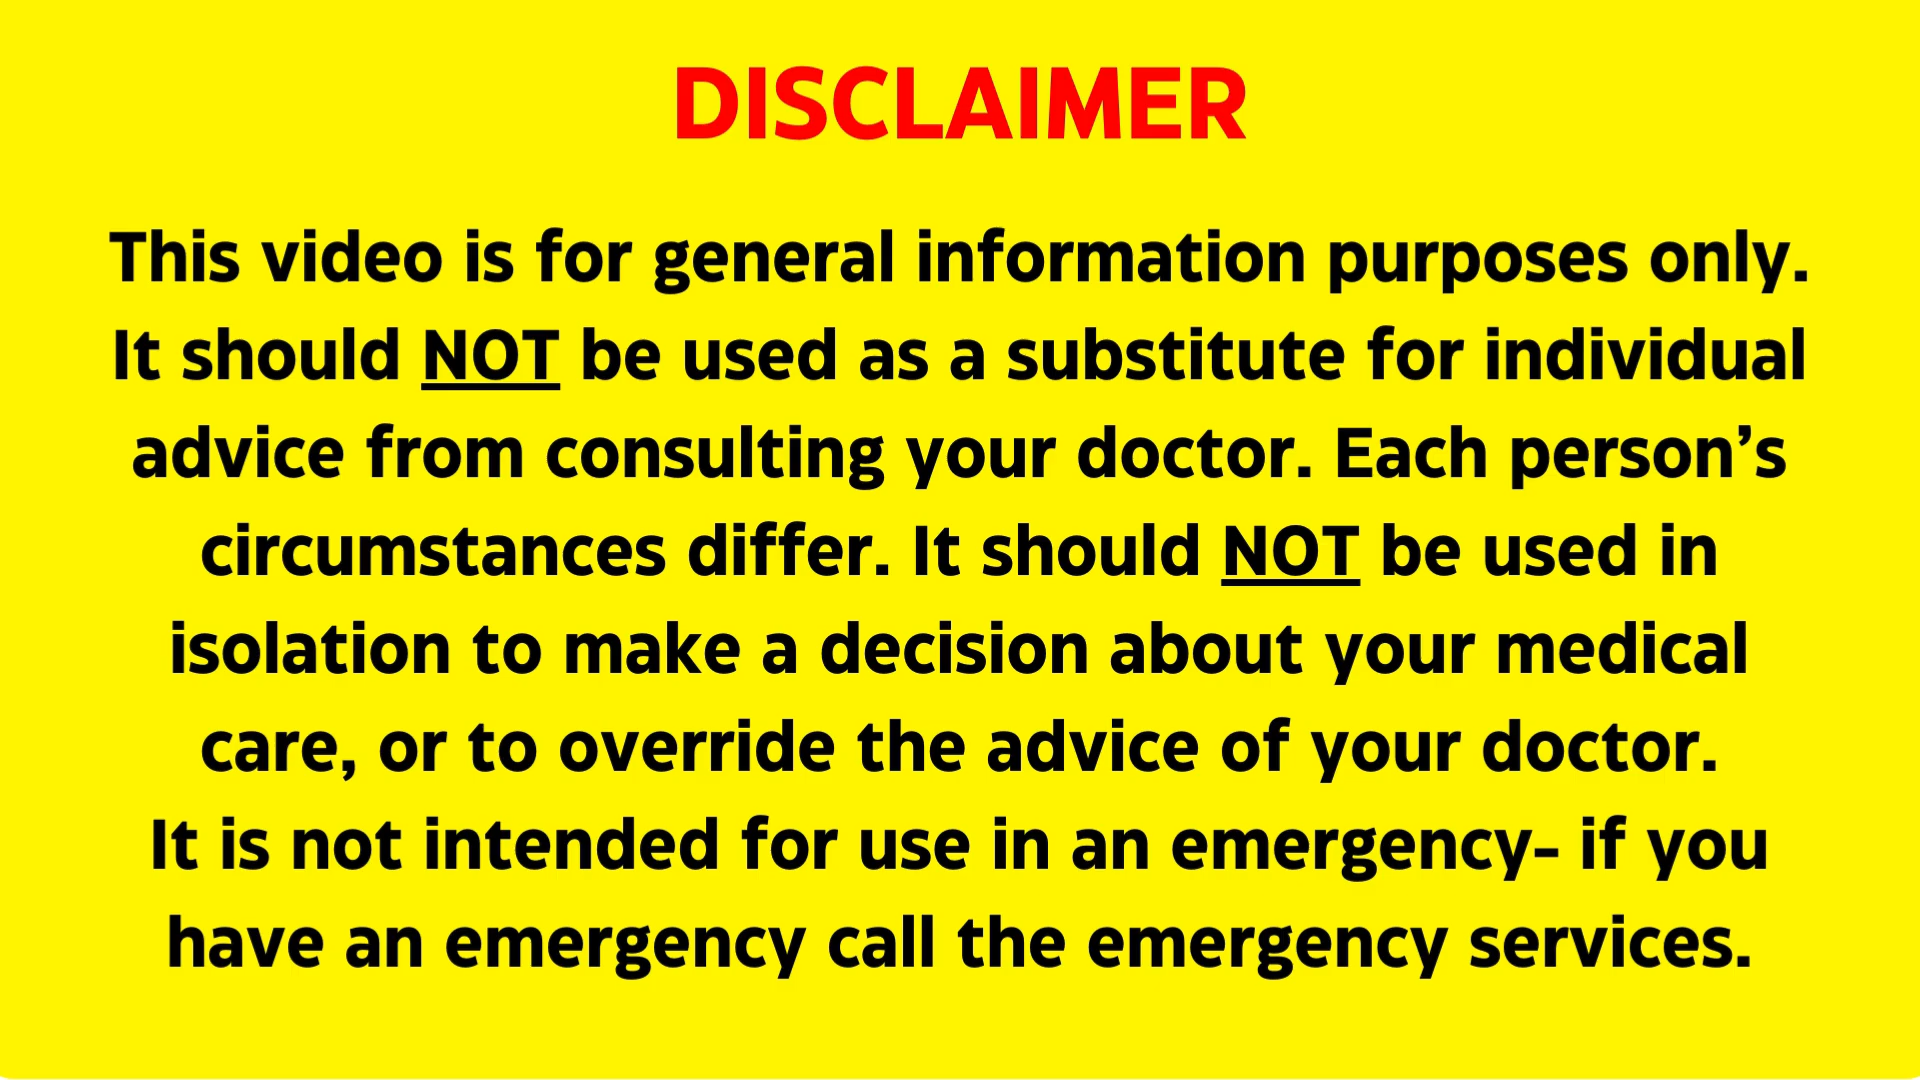 DISCLAIMER
This video is for general information purposes only.
It should NOT be used as a substitute for individual
advice from consulting your doctor. Each person’s
circumstances differ. It should NOT be used in
isolation to make a decision about your medical
care, or to override the advice of your doctor.
It is not intended for use in an emergency- if you
have an emergency call the emergency services.